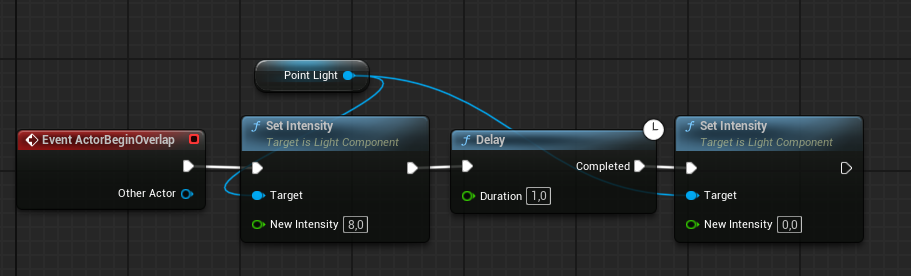 Point Light
Event ActorBeginOverlap
Other Actor
f Set Intensity
Target is Light Component
Target
New Intensity 8,0
f Delay
Completed
Duration 1,0
f Set Intensity
Target is Light Component
Target
New Intensity 0,0